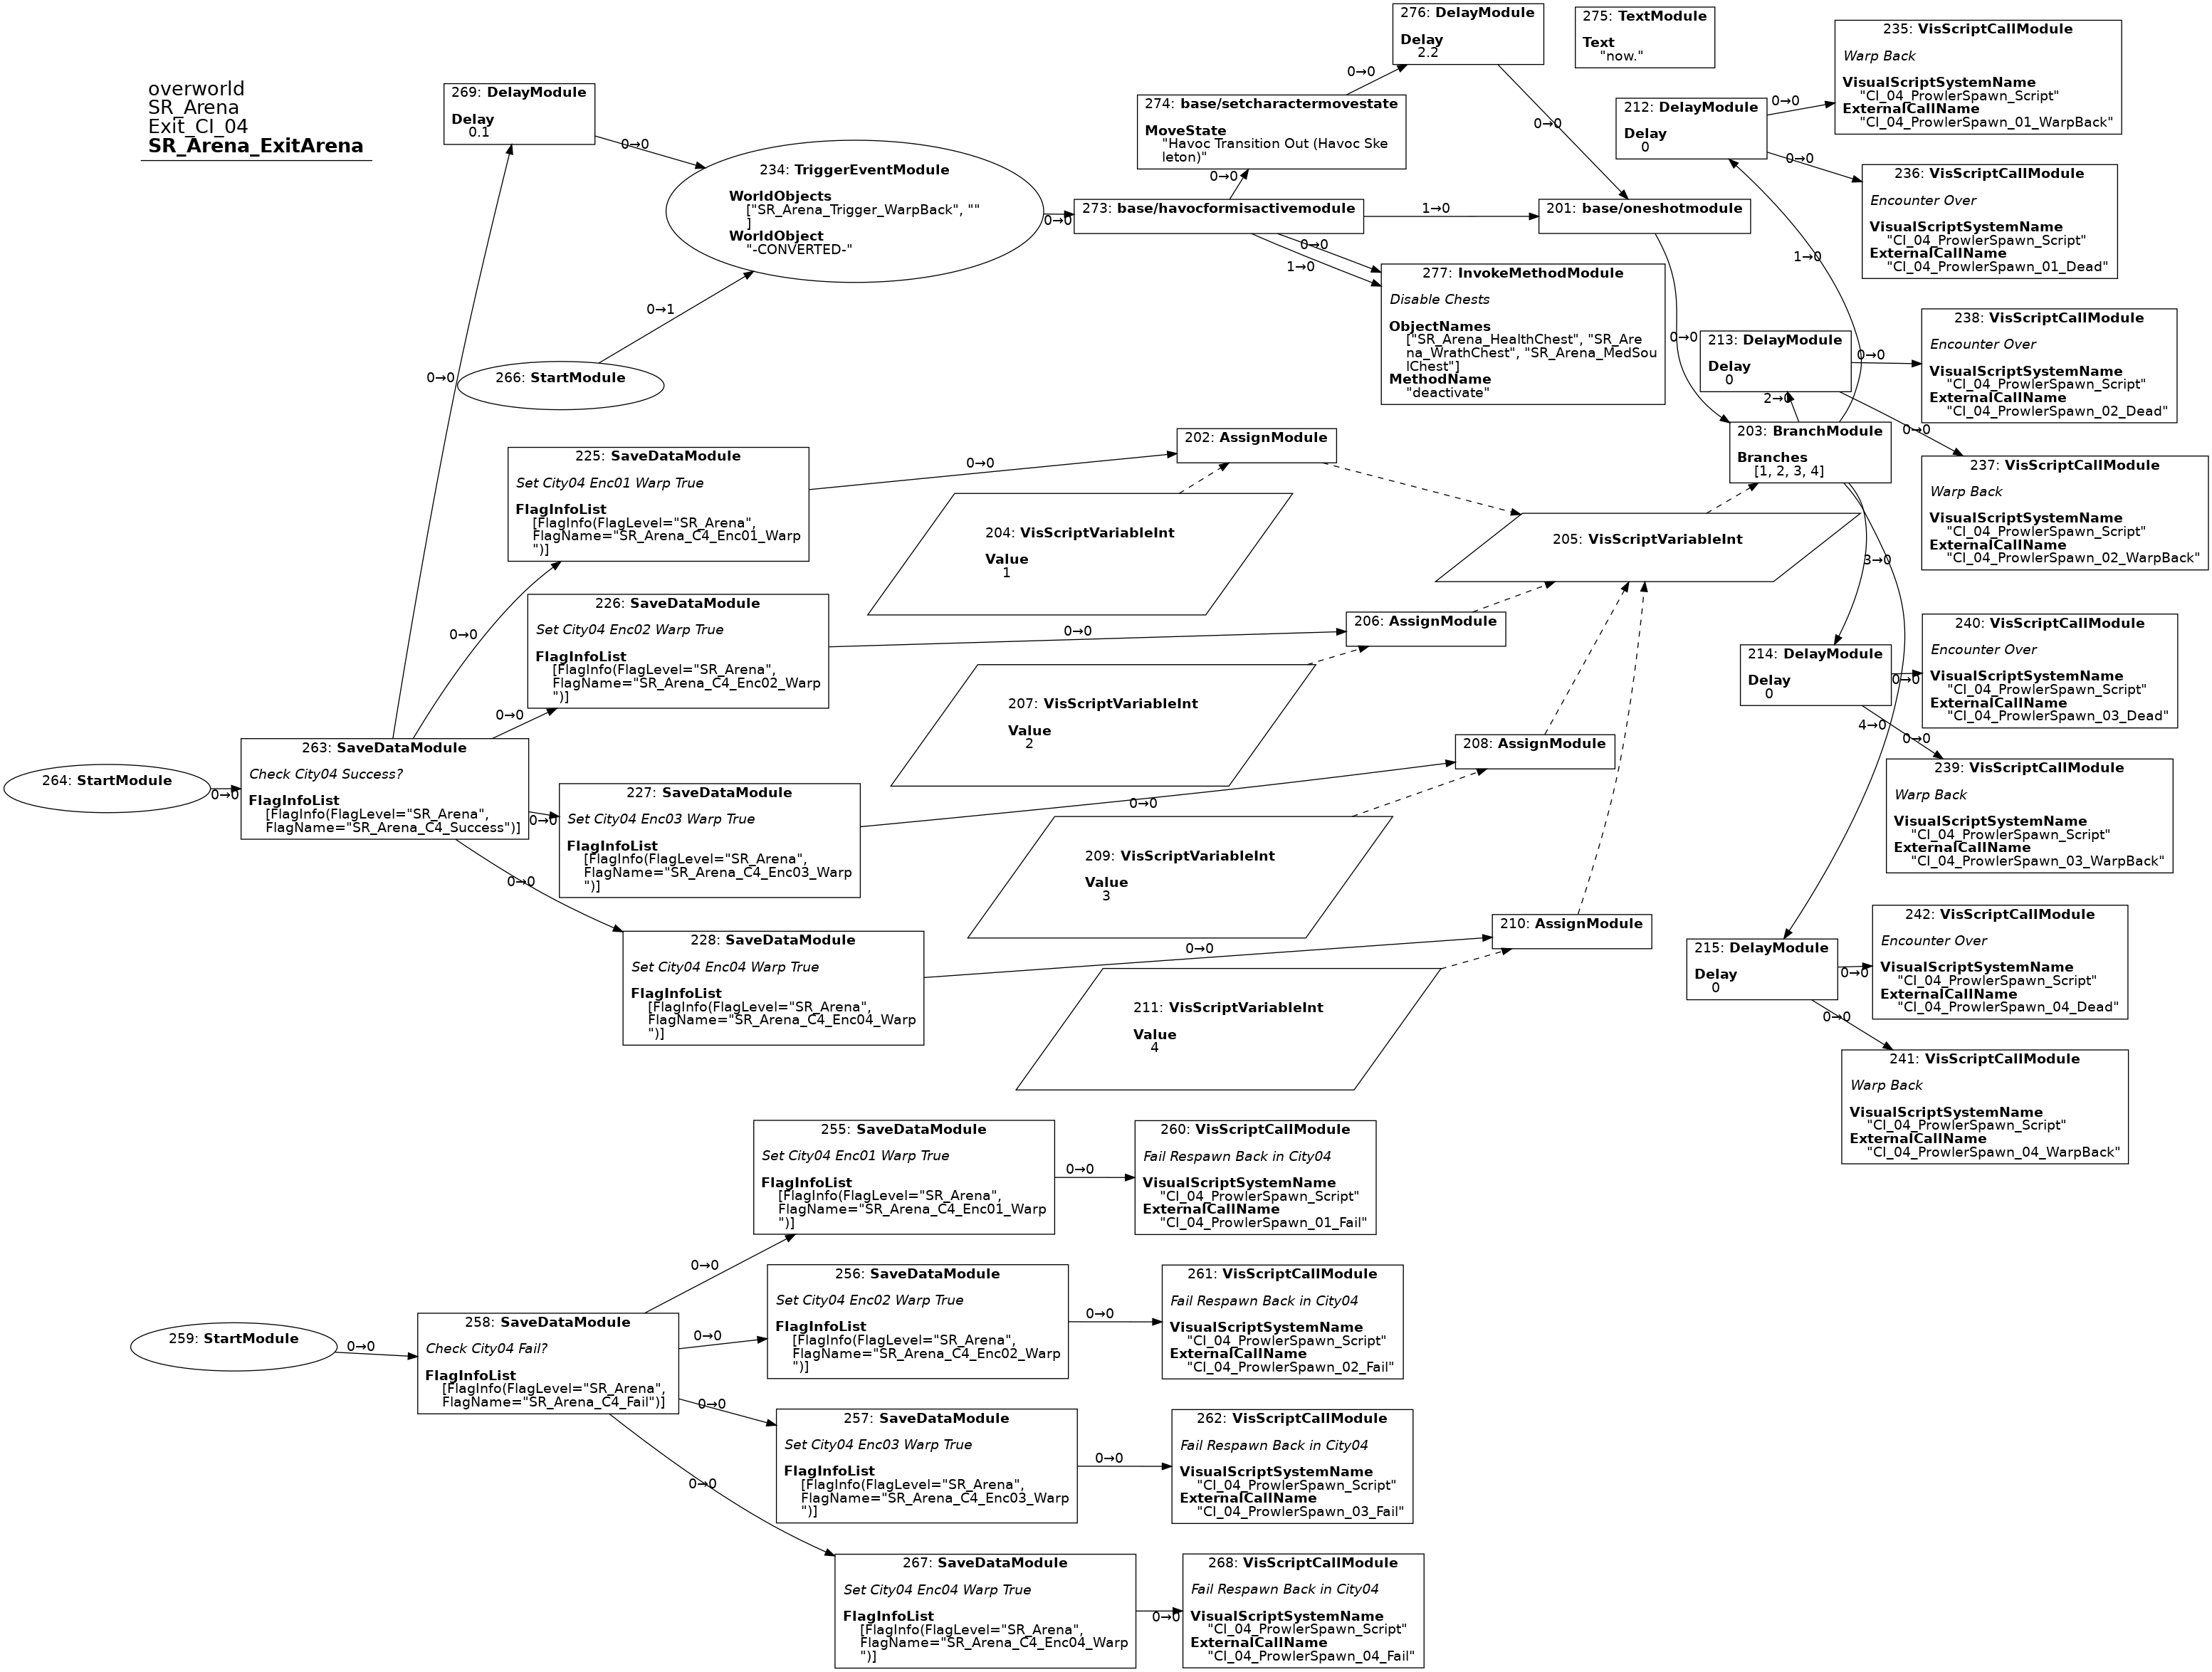 overworld
SR_Arena
Exit_CI_04
SR_Arena_ExitArena
269: DelayModule
Delay
0.1
0→0
234: TriggerEventModule
WorldObjects
["SR_Arena_Trigger_WarpBack", ""
]
WorldObject
"-CONVERTED-"
0→0
266: StartModule
0→1
276: DelayModule
Delay
2.2
0→0
275: TextModule
Text
"now."
274: base/setcharactermovestate
MoveState
"Havoc Transition Out (Havoc Ske
leton)"
0→0
0→0
273: base/havocformisactivemodule
1→0
0→0
1→0
201: base/oneshotmodule
0→0
277: InvokeMethodModule
Disable Chests
ObjectNames
["SR_Arena_HealthChest", "SR_Are
na_WrathChest", "SR_Arena_MedSou
lChest"]
MethodName
"deactivate"
212: DelayModule
Delay
0
0→0
0→0
235: VisScriptCallModule
Warp Back
VisualScriptSystemName
"CI_04_ProwlerSpawn_Script"
ExternalCallName
"CI_04_ProwlerSpawn_01_WarpBack"
236: VisScriptCallModule
Encounter Over
VisualScriptSystemName
"CI_04_ProwlerSpawn_Script"
ExternalCallName
"CI_04_ProwlerSpawn_01_Dead"
1→0
213: DelayModule
Delay
0
0→0
0→0
238: VisScriptCallModule
Encounter Over
VisualScriptSystemName
"CI_04_ProwlerSpawn_Script"
ExternalCallName
"CI_04_ProwlerSpawn_02_Dead"
2→0
203: BranchModule
Branches
[1, 2, 3, 4]
237: VisScriptCallModule
Warp Back
VisualScriptSystemName
"CI_04_ProwlerSpawn_Script"
ExternalCallName
"CI_04_ProwlerSpawn_02_WarpBack"
3→0
4→0
0→0
225: SaveDataModule
Set City04 Enc01 Warp True
FlagInfoList
[FlagInfo(FlagLevel="SR_Arena",
FlagName="SR_Arena_C4_Enc01_Warp
")]
0→0
202: AssignModule
204: VisScriptVariableInt
Value
1
205: VisScriptVariableInt
0→0
226: SaveDataModule
Set City04 Enc02 Warp True
FlagInfoList
[FlagInfo(FlagLevel="SR_Arena",
FlagName="SR_Arena_C4_Enc02_Warp
")]
0→0
206: AssignModule
207: VisScriptVariableInt
Value
2
0→0
264: StartModule
0→0
263: SaveDataModule
Check City04 Success?
FlagInfoList
[FlagInfo(FlagLevel="SR_Arena",
FlagName="SR_Arena_C4_Success")]
0→0
227: SaveDataModule
Set City04 Enc03 Warp True
FlagInfoList
[FlagInfo(FlagLevel="SR_Arena",
FlagName="SR_Arena_C4_Enc03_Warp
")]
0→0
208: AssignModule
209: VisScriptVariableInt
Value
3
0→0
228: SaveDataModule
Set City04 Enc04 Warp True
FlagInfoList
[FlagInfo(FlagLevel="SR_Arena",
FlagName="SR_Arena_C4_Enc04_Warp
")]
0→0
210: AssignModule
211: VisScriptVariableInt
Value
4
214: DelayModule
Delay
0
0→0
0→0
240: VisScriptCallModule
Encounter Over
VisualScriptSystemName
"CI_04_ProwlerSpawn_Script"
ExternalCallName
"CI_04_ProwlerSpawn_03_Dead"
239: VisScriptCallModule
Warp Back
VisualScriptSystemName
"CI_04_ProwlerSpawn_Script"
ExternalCallName
"CI_04_ProwlerSpawn_03_WarpBack"
215: DelayModule
Delay
0
0→0
0→0
242: VisScriptCallModule
Encounter Over
VisualScriptSystemName
"CI_04_ProwlerSpawn_Script"
ExternalCallName
"CI_04_ProwlerSpawn_04_Dead"
241: VisScriptCallModule
Warp Back
VisualScriptSystemName
"CI_04_ProwlerSpawn_Script"
ExternalCallName
"CI_04_ProwlerSpawn_04_WarpBack"
259: StartModule
0→0
258: SaveDataModule
Check City04 Fail?
FlagInfoList
[FlagInfo(FlagLevel="SR_Arena",
FlagName="SR_Arena_C4_Fail")]
0→0
255: SaveDataModule
Set City04 Enc01 Warp True
FlagInfoList
[FlagInfo(FlagLevel="SR_Arena",
FlagName="SR_Arena_C4_Enc01_Warp
")]
0→0
260: VisScriptCallModule
Fail Respawn Back in City04
VisualScriptSystemName
"CI_04_ProwlerSpawn_Script"
ExternalCallName
"CI_04_ProwlerSpawn_01_Fail"
0→0
256: SaveDataModule
Set City04 Enc02 Warp True
FlagInfoList
[FlagInfo(FlagLevel="SR_Arena",
FlagName="SR_Arena_C4_Enc02_Warp
")]
0→0
261: VisScriptCallModule
Fail Respawn Back in City04
VisualScriptSystemName
"CI_04_ProwlerSpawn_Script"
ExternalCallName
"CI_04_ProwlerSpawn_02_Fail"
0→0
257: SaveDataModule
Set City04 Enc03 Warp True
FlagInfoList
[FlagInfo(FlagLevel="SR_Arena",
FlagName="SR_Arena_C4_Enc03_Warp
")]
0→0
262: VisScriptCallModule
Fail Respawn Back in City04
VisualScriptSystemName
"CI_04_ProwlerSpawn_Script"
ExternalCallName
"CI_04_ProwlerSpawn_03_Fail"
0→0
267: SaveDataModule
Set City04 Enc04 Warp True
FlagInfoList
[FlagInfo(FlagLevel="SR_Arena",
FlagName="SR_Arena_C4_Enc04_Warp
")]
0→0
268: VisScriptCallModule
Fail Respawn Back in City04
VisualScriptSystemName
"CI_04_ProwlerSpawn_Script"
ExternalCallName
"CI_04_ProwlerSpawn_04_Fail"